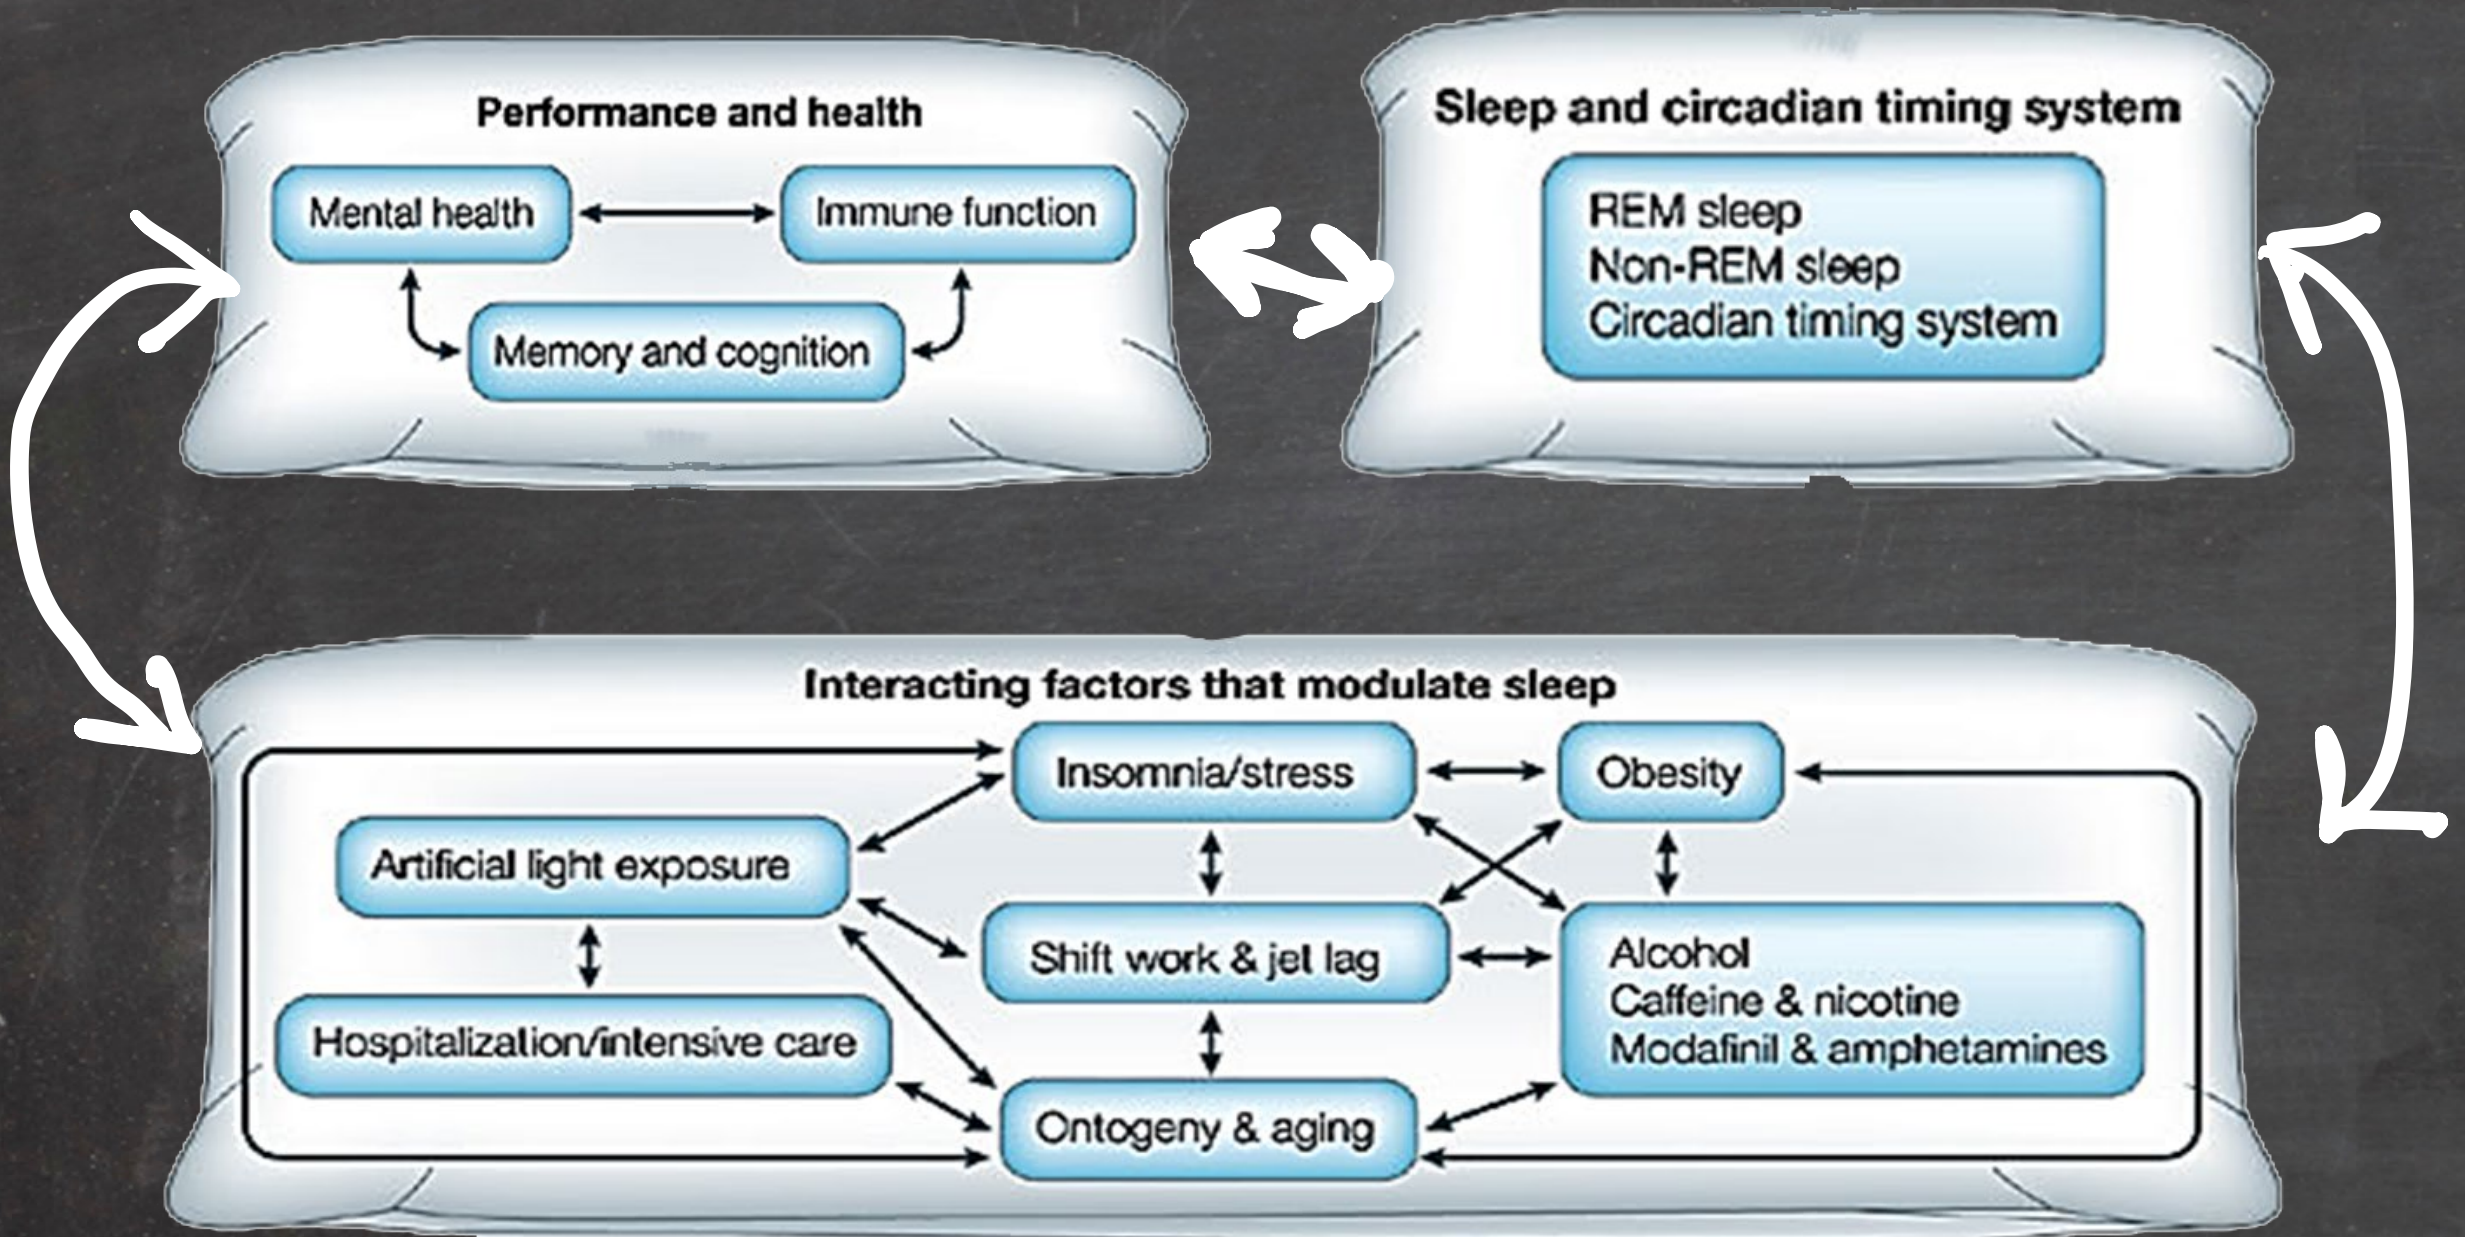 Performance and health
Mental health
Immune function
Memory and cognition
Sleep and circadian timing system
REM sleep
Non-REM sleep
Circadian timing system
Interacting factors that modulate sleep
Insomnia/stress
Obesity
Artificial light exposure
Shift work & jet lag
Alcohol
Caffeine & nicotine
Modafinil & amphetamines
Hospitalization/intensive care
Ontogeny & aging